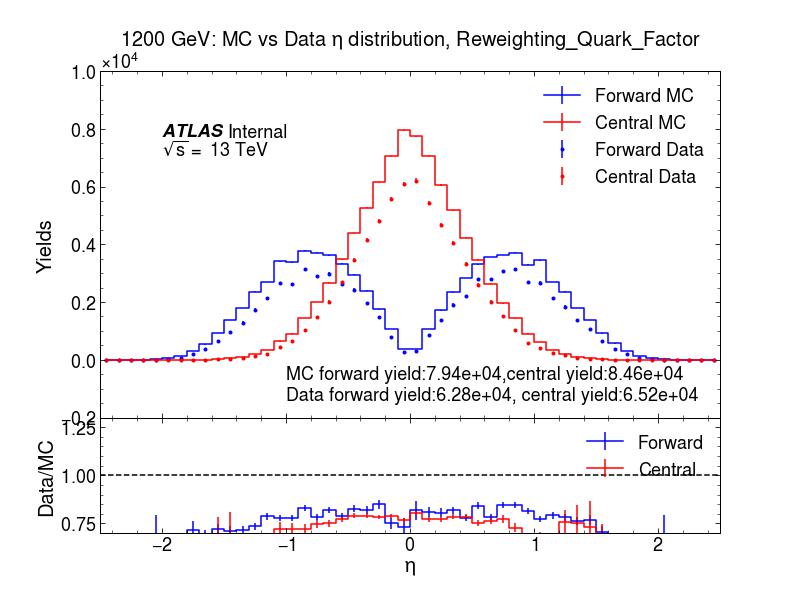 1200 GeV: MC vs Data η distribution, Reweighting_Quark_Factor
×10⁴
1.0
0.8
0.6
0.4
0.2
0.0
0.2
Yields
ATLAS Internal
√s = 13 TeV
Forward MC
Central MC
Forward Data
Central Data
MC forward yield:7.94e+04,central yield:8.46e+04
Data forward yield:6.28e+04, central yield:6.52e+04
1.25
1.00
0.75
Data/MC
Forward
Central
−2
−1
0
1
2
η